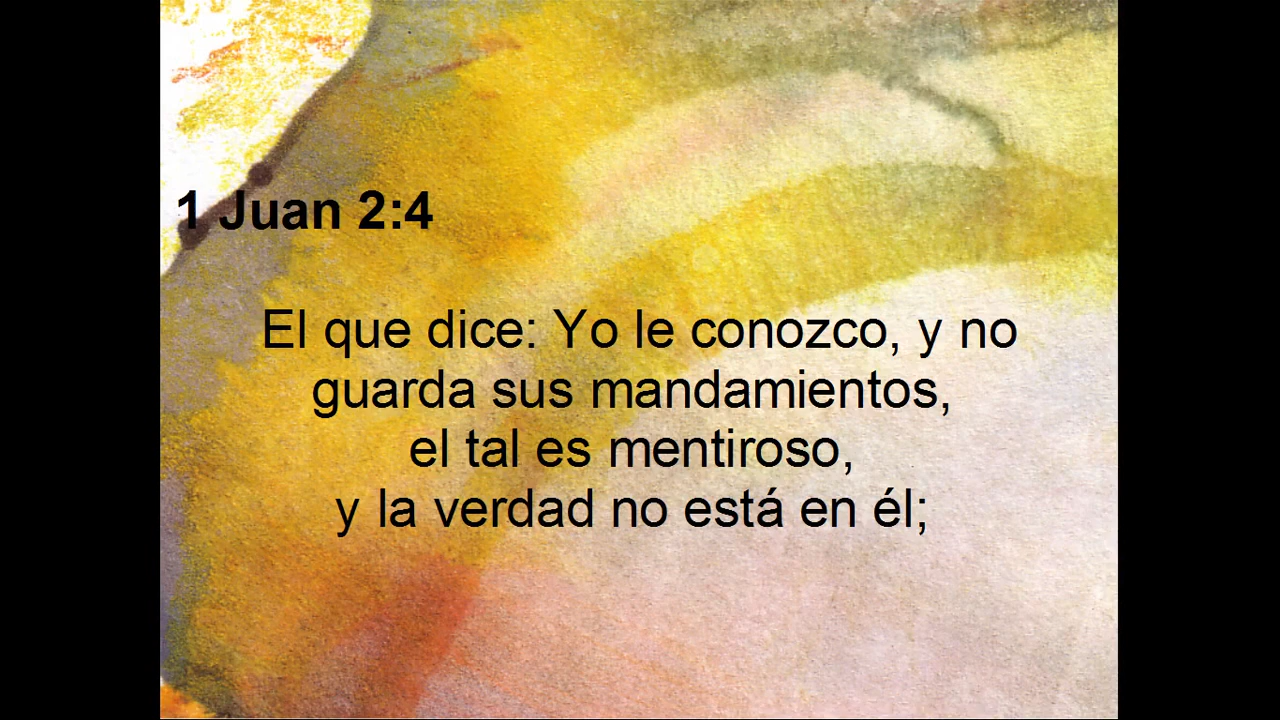 1 Juan 2:4
El que dice: Yo le conozco, y no
guarda sus mandamientos,
el tal es mentiroso,
y la verdad no está en él;